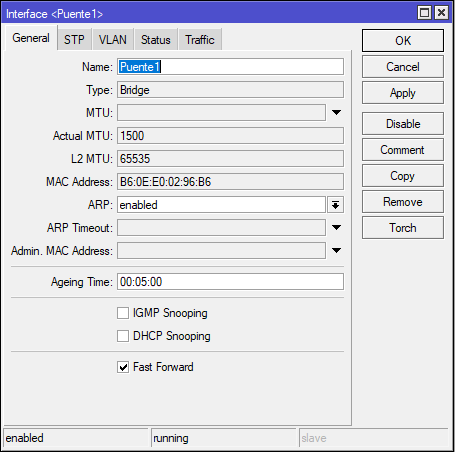 Interface <Puente1>
General STP VLAN Status Traffic
OK
Name: Puente1
Cancel
Type: Bridge
Apply
MTU:
Actual MTU: 1500
Disable
L2 MTU: 65535
Comment
MAC Address: B6:0E:E0:02:96:B6
Copy
ARP: enabled
Remove
ARP Timeout:
Torch
Admin. MAC Address:
Ageing Time: 00:05:00
IGMP Snooping
DHCP Snooping
Fast Forward
enabled running slave